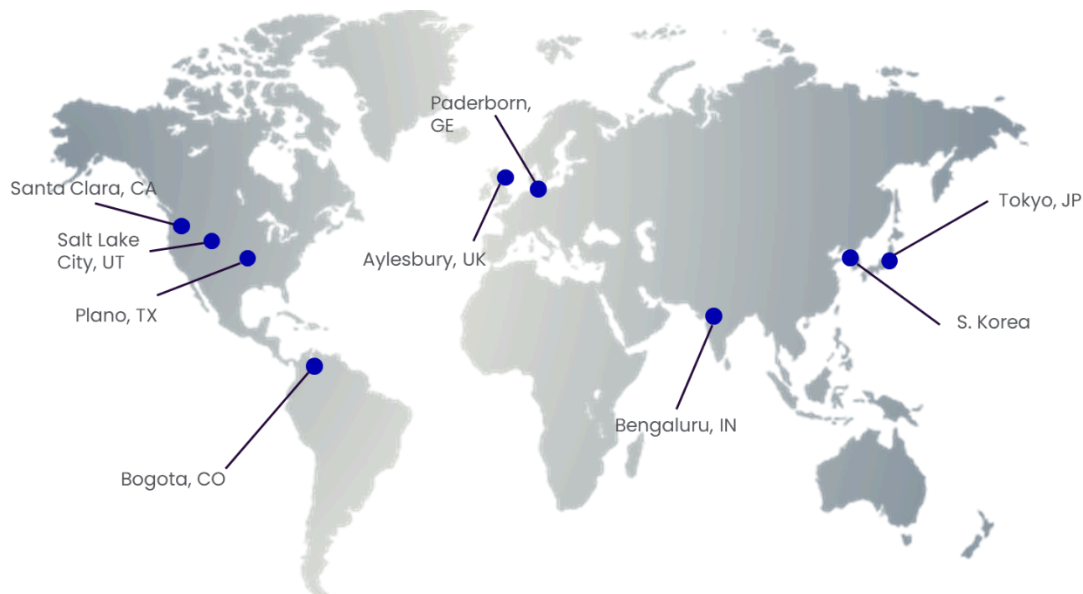 Paderborn,
GE
Santa Clara, CA
Tokyo, JP
Salt Lake
City, UT
Aylesbury, UK
Plano, TX
S. Korea
Bengaluru, IN
Bogota, CO